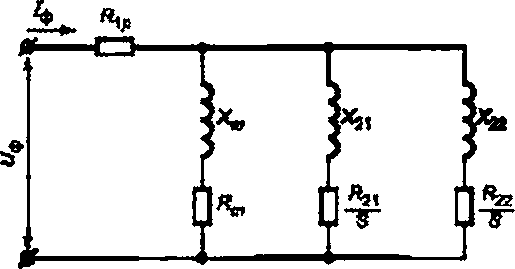 I_ф
R_1р
X_m
X_21
X_22
U_ф
R_m
R_21/S
R_22/S